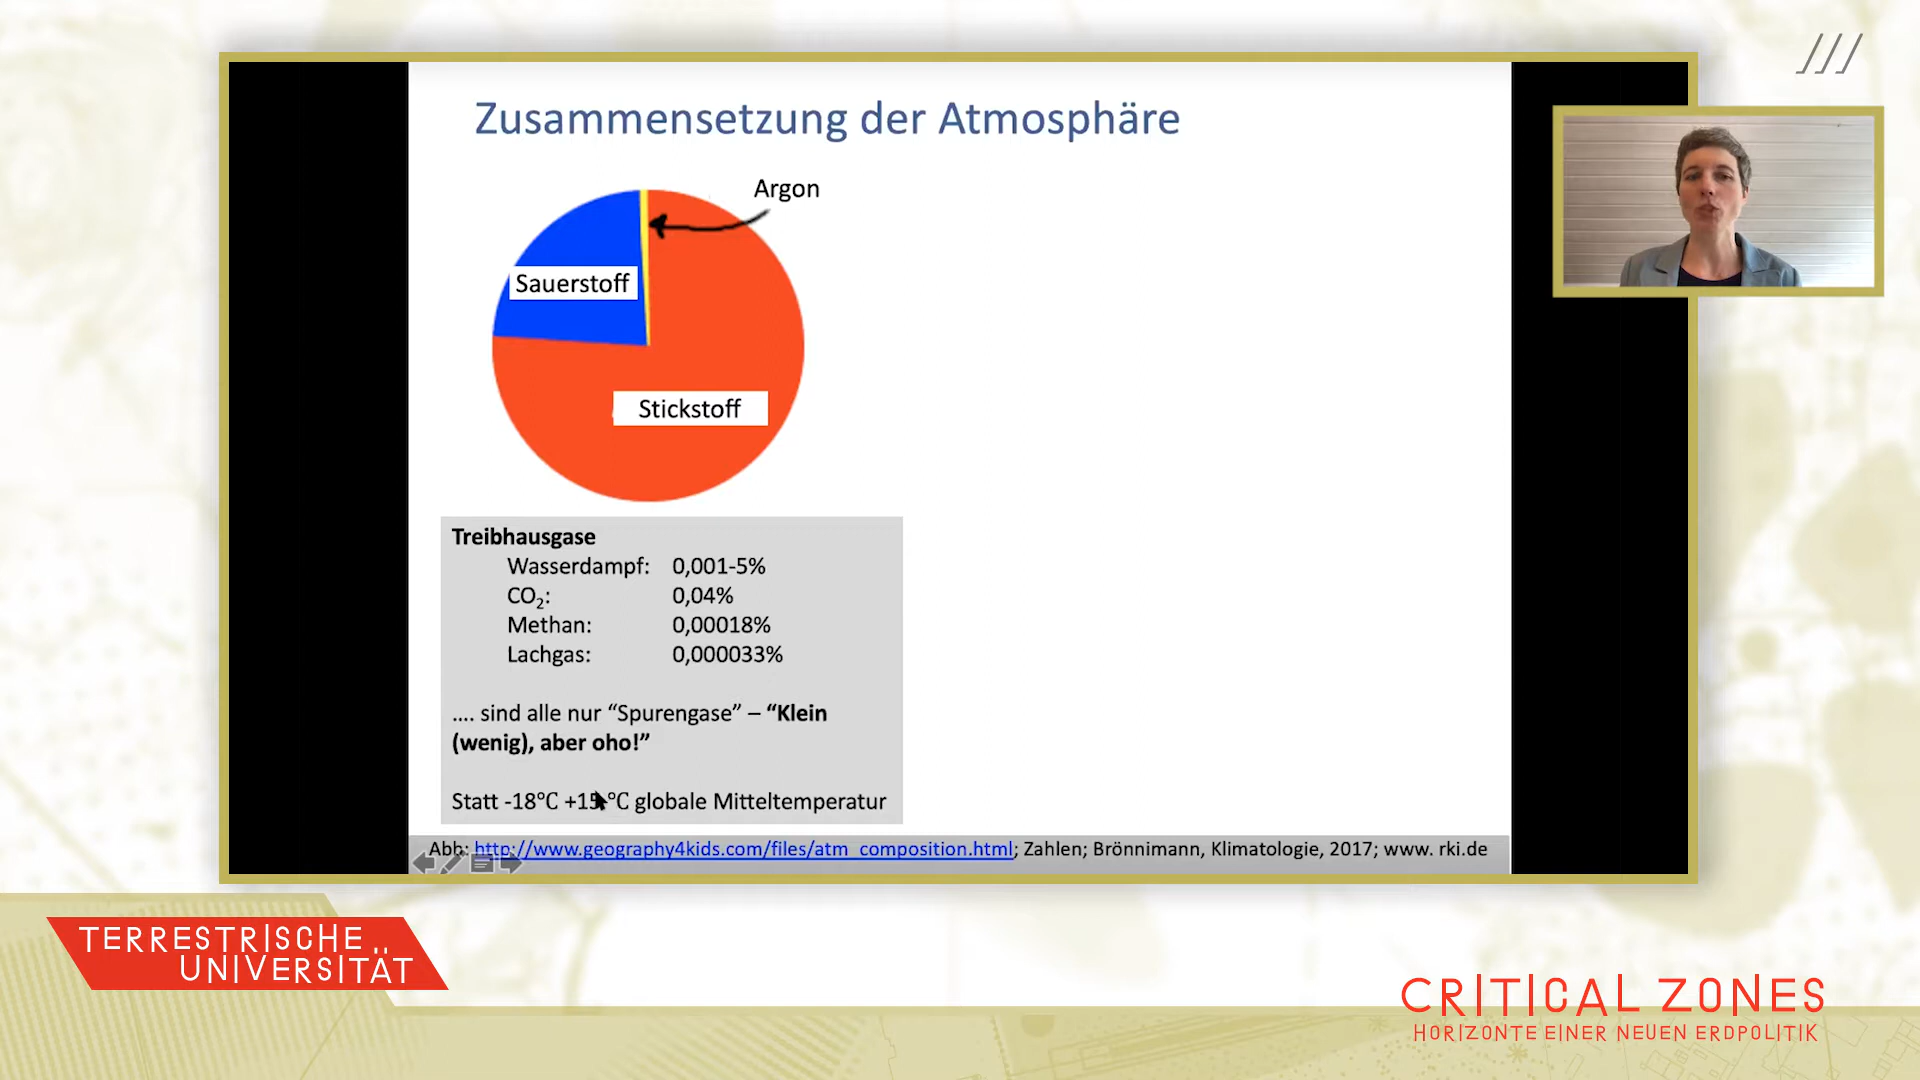 Zusammensetzung der Atmosphäre
Argon
Sauerstoff
Stickstoff
Treibhausgase
Wasserdampf: 0,001-5%
CO₂: 0,04%
Methan: 0,00018%
Lachgas: 0,000033%
.... sind alle nur “Spurengase” – “Klein
(wenig), aber oho!”
Statt -18°C +15°C globale Mitteltemperatur
Abb: http://www.geography4kids.com/files/atm_composition.html; Zahlen; Brönnimann, Klimatologie, 2017; www. rki.de
TERRESTRISCHE
UNIVERSITÄT
CRITICAL ZONES
HORIZONTE EINER NEUEN ERDPOLITIK